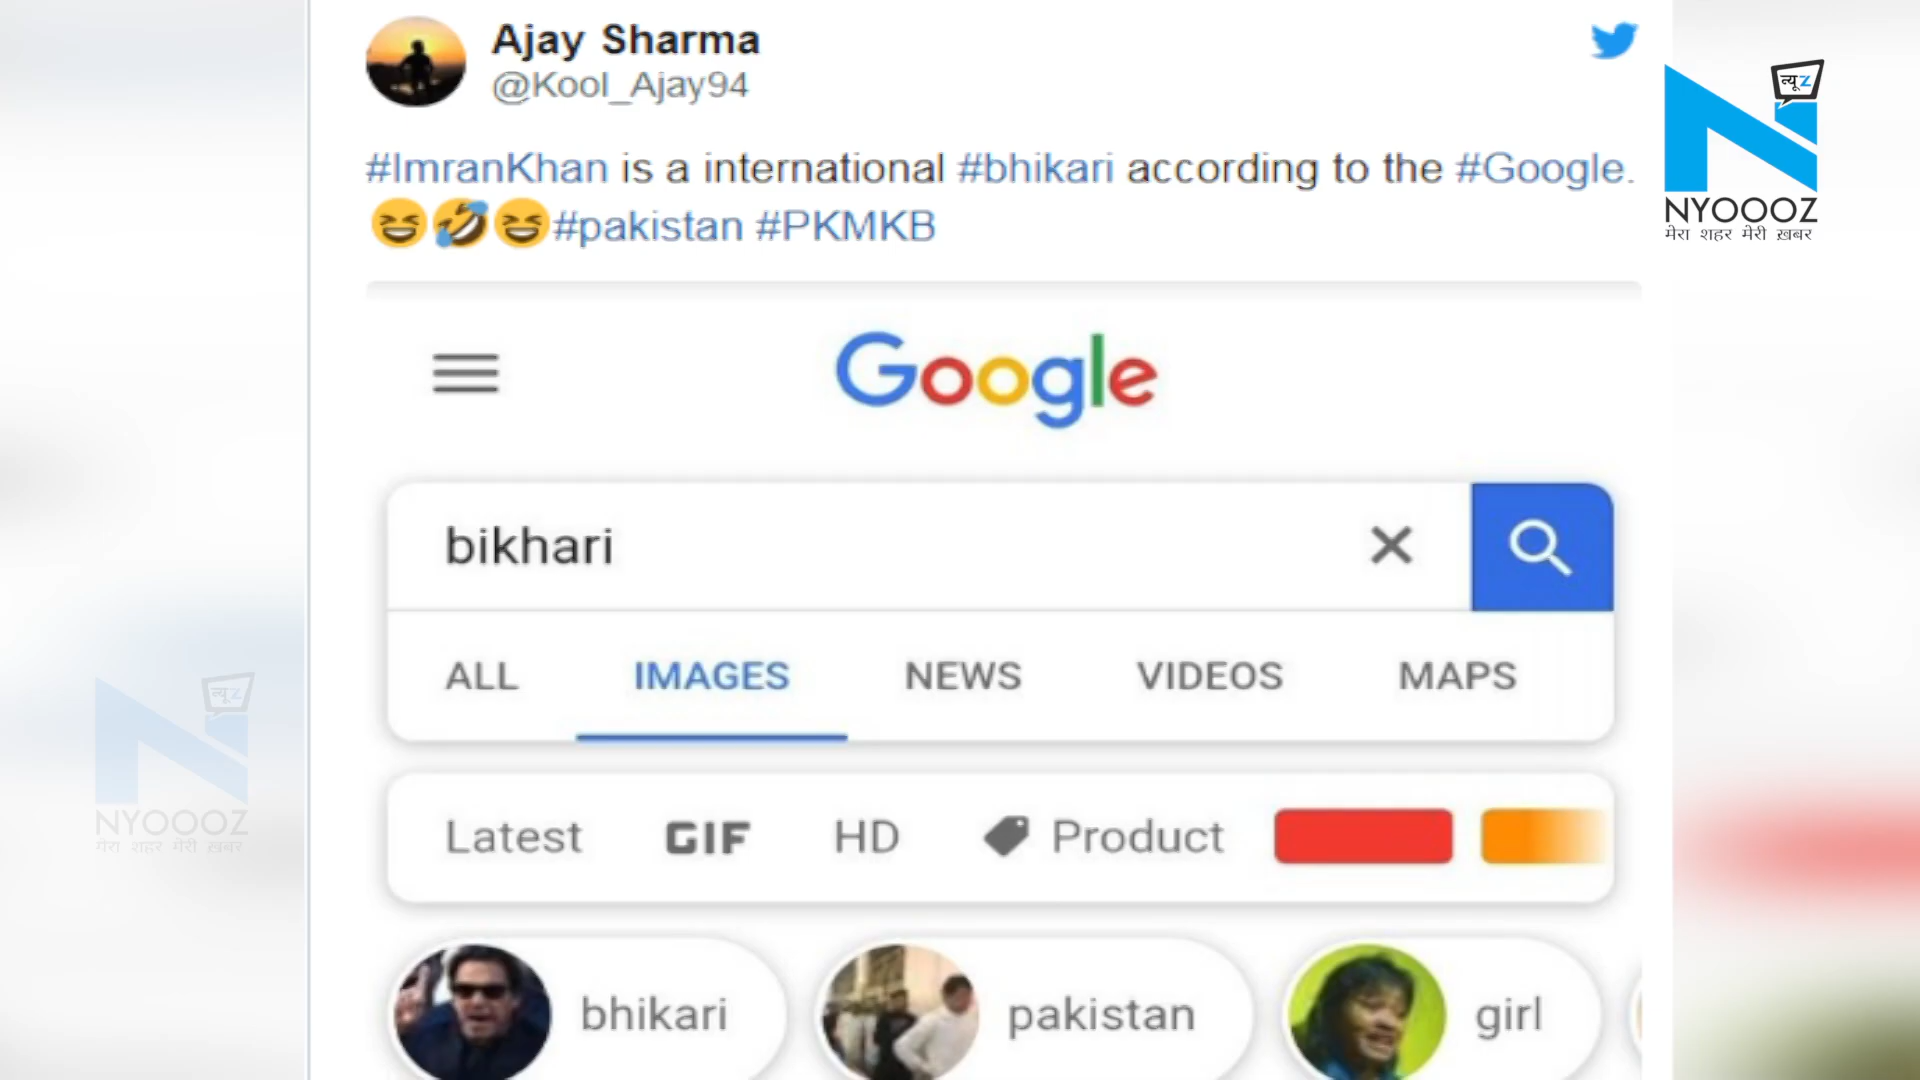 Ajay Sharma
@Kool_Ajay94
#ImranKhan is a international #bhikari according to the #Google.
😆🤣😆#pakistan #PKMKB
न्यूz
NYOOOZ
मेरा शहर मेरी ख़बर
Google
bikhari
ALL IMAGES NEWS VIDEOS MAPS
Latest GIF HD Product
bhikari pakistan girl
न्यूz
NYOOOZ
मेरा शहर मेरी ख़बर